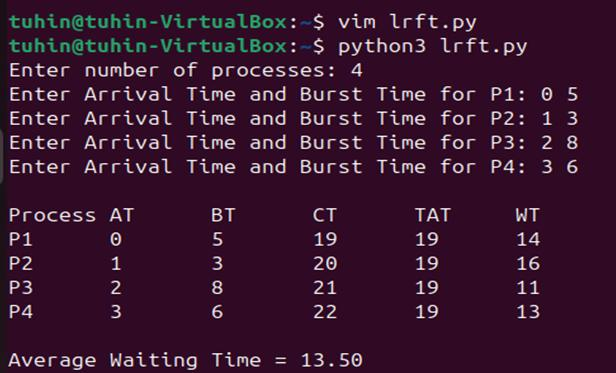 tuhin@tuhin-VirtualBox:~$ vim lrft.py
tuhin@tuhin-VirtualBox:~$ python3 lrft.py
Enter number of processes: 4
Enter Arrival Time and Burst Time for P1: 0 5
Enter Arrival Time and Burst Time for P2: 1 3
Enter Arrival Time and Burst Time for P3: 2 8
Enter Arrival Time and Burst Time for P4: 3 6
Process AT BT CT TAT WT
P1 0 5 19 19 14
P2 1 3 20 19 16
P3 2 8 21 19 11
P4 3 6 22 19 13
Average Waiting Time = 13.50